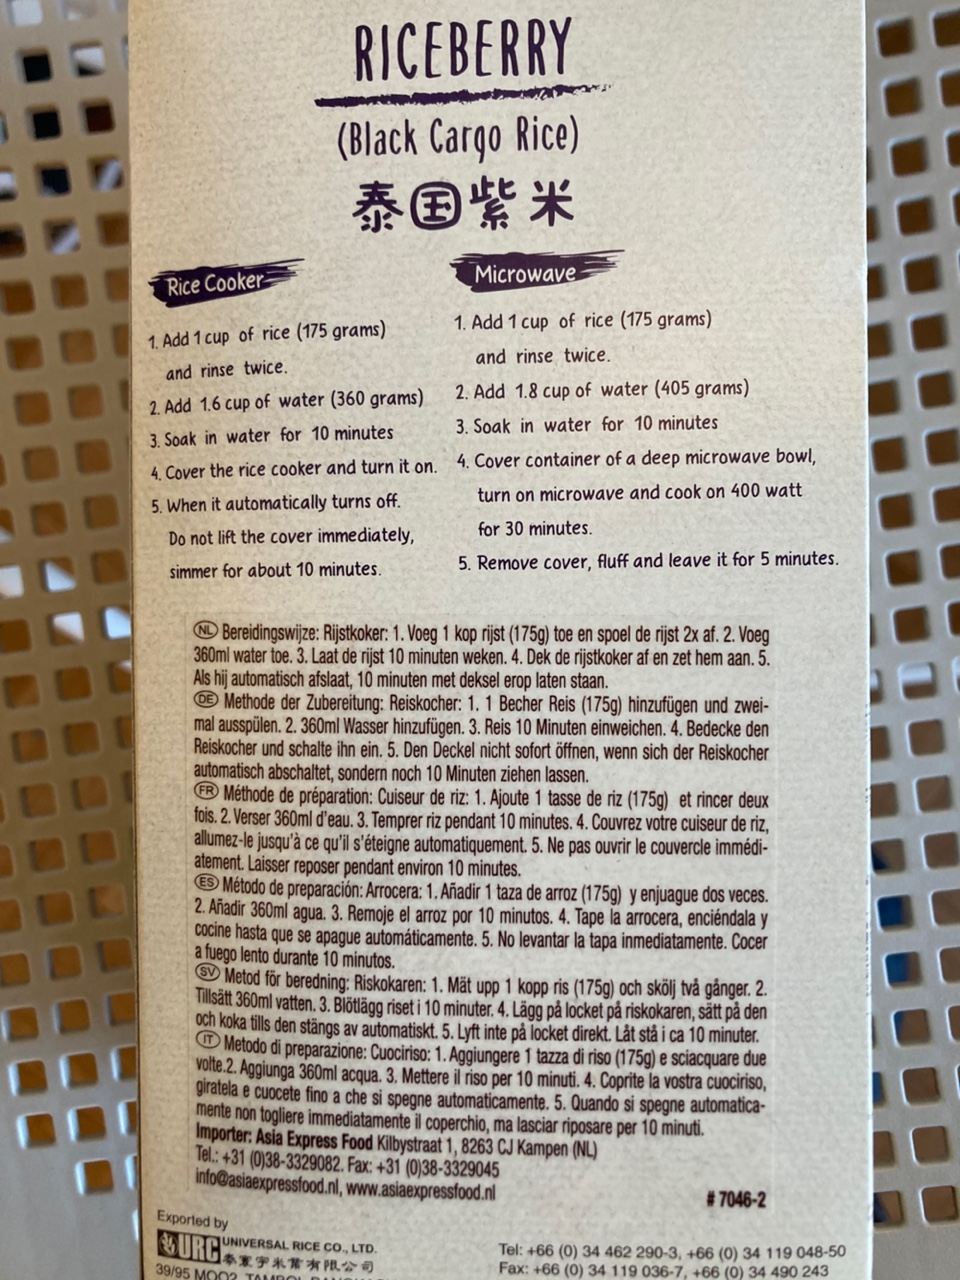 RICEBERRY
(Black Cargo Rice)
泰国紫米
Rice Cooker
1. Add 1 cup of rice (175 grams)
and rinse twice.
2. Add 1.6 cup of water (360 grams)
3. Soak in water for 10 minutes
4. Cover the rice cooker and turn it on.
5. When it automatically turns off.
Do not lift the cover immediately,
simmer for about 10 minutes.
Microwave
1. Add 1 cup of rice (175 grams)
and rinse twice.
2. Add 1.8 cup of water (405 grams)
3. Soak in water for 10 minutes
4. Cover container of a deep microwave bowl,
turn on microwave and cook on 400 watt
for 30 minutes.
5. Remove cover, fluff and leave it for 5 minutes.
NL Bereidingswijze: Rijstkoker: 1. Voeg 1 kop rijst (175g) toe en spoel de rijst 2x af. 2. Voeg
360ml water toe. 3. Laat de rijst 10 minuten weken. 4. Dek de rijstkoker af en zet hem aan. 5.
Als hij automatisch afslaat, 10 minuten met deksel erop laten staan.
DE Methode der Zubereitung: Reiskocher: 1. 1 Becher Reis (175g) hinzufügen und zwei-
mal ausspülen. 2. 360ml Wasser hinzufügen. 3. Reis 10 Minuten einweichen. 4. Bedecke den
Reiskocher und schalte ihn ein. 5. Den Deckel nicht sofort öffnen, wenn sich der Reiskocher
automatisch abschaltet, sondern noch 10 Minuten ziehen lassen.
FR Méthode de préparation: Cuiseur de riz: 1. Ajoute 1 tasse de riz (175g) et rincer deux
fois. 2. Verser 360ml d'eau. 3. Temprer riz pendant 10 minutes. 4. Couvrez votre cuiseur de riz,
allumez-le jusqu'à ce qu'il s'éteigne automatiquement. 5. Ne pas ouvrir le couvercle immédi-
atement. Laisser reposer pendant environ 10 minutes.
ES Método de preparación: Arrocera: 1. Añadir 1 taza de arroz (175g) y enjuague dos veces.
2. Añadir 360ml agua. 3. Remoje el arroz por 10 minutos. 4. Tape la arrocera, enciéndala y
cocine hasta que se apague automáticamente. 5. No levantar la tapa inmediatamente. Cocer
a fuego lento durante 10 minutos.
SV Metod för beredning: Riskokaren: 1. Mät upp 1 kopp ris (175g) och skölj två gånger. 2.
Tillsätt 360ml vatten. 3. Blötlägg riset i 10 minuter. 4. Lägg på locket på riskokaren, sätt på den
och koka tills den stängs av automatiskt. 5. Lyft inte på locket direkt. Låt stå i ca 10 minuter.
IT Metodo di preparazione: Cuociriso: 1. Aggiungere 1 tazza di riso (175g) e sciacquare due
volte.2. Aggiunga 360ml acqua. 3. Mettere il riso per 10 minuti. 4. Coprite la vostra cuociriso,
giratela e cuocete fino a che si spegne automaticamente. 5. Quando si spegne automatica-
mente non togliere immediatamente il coperchio, ma lasciar riposare per 10 minuti.
Importer: Asia Express Food Kilbystraat 1, 8263 CJ Kampen (NL)
Tel.: +31 (0)38-3329082. Fax: +31 (0)38-3329045
info@asiaexpressfood.nl, www.asiaexpressfood.nl
# 7046-2
Exported by
URC UNIVERSAL RICE CO., LTD.
泰寰宇米業有限公司
39/95 MOO2,
Tel: +66 (0) 34 462 290-3, +66 (0) 34 119 048-50
Fax: +66 (0) 34 119 036-7, +66 (0) 34 490 243